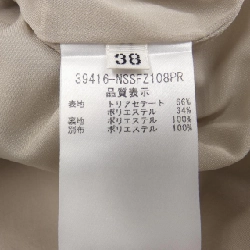 38
39416-NSSFZ108PR
品質表示
表地 トリアセテート 66%
ポリエステル 34%
裏地 ポリエステル 100%
別布 ポリエステル 100%